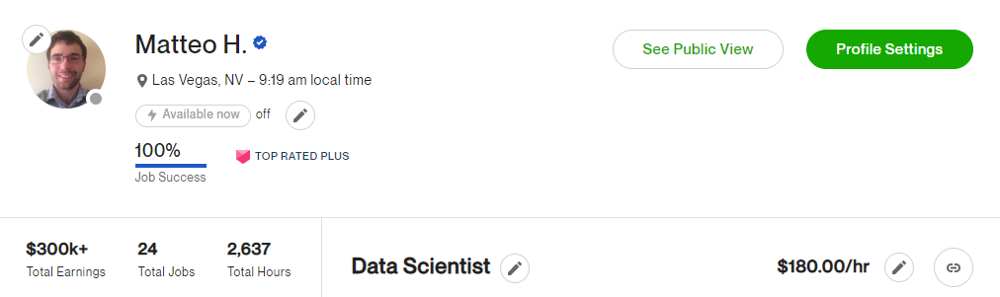 Matteo H.
See Public View
Profile Settings
Las Vegas, NV – 9:19 am local time
Available now off
100%
Job Success
TOP RATED PLUS
$300k+ 24 2,637
Total Earnings Total Jobs Total Hours
Data Scientist
$180.00/hr